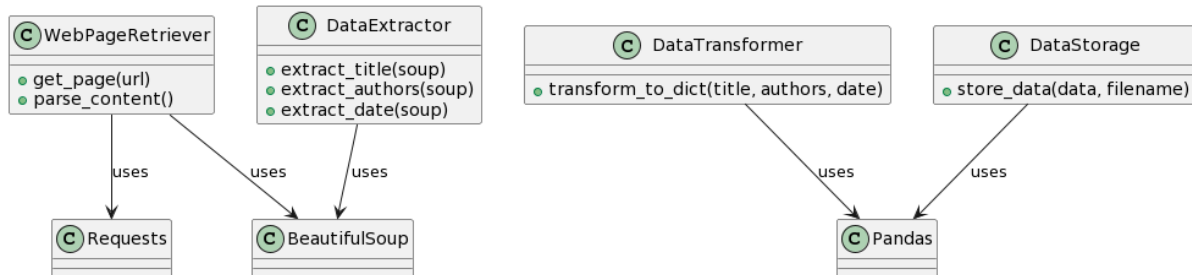 C WebPageRetriever
get_page(url)
parse_content()
C DataExtractor
extract_title(soup)
extract_authors(soup)
extract_date(soup)
C DataTransformer
transform_to_dict(title, authors, date)
C DataStorage
store_data(data, filename)
uses
uses
uses
uses
uses
C Requests
C BeautifulSoup
C Pandas